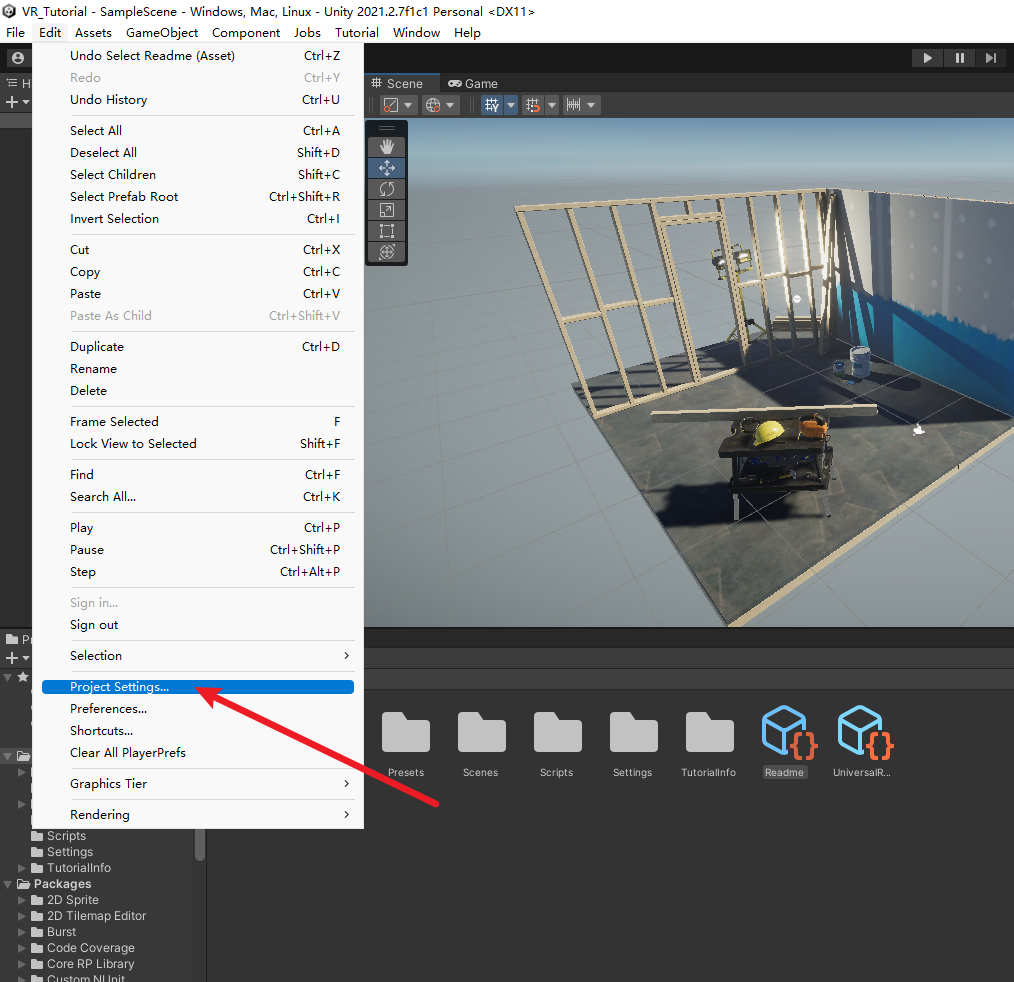 VR_Tutorial - SampleScene - Windows, Mac, Linux - Unity 2021.2.7f1c1 Personal <DX11>
File Edit Assets GameObject Component Jobs Tutorial Window Help
Undo Select Readme (Asset) Ctrl+Z
Redo Ctrl+Y
Undo History Ctrl+U
Select All Ctrl+A
Deselect All Shift+D
Select Children Shift+C
Select Prefab Root Ctrl+Shift+R
Invert Selection Ctrl+I
Cut Ctrl+X
Copy Ctrl+C
Paste Ctrl+V
Paste As Child Ctrl+Shift+V
Duplicate Ctrl+D
Rename
Delete
Frame Selected F
Lock View to Selected Shift+F
Find Ctrl+F
Search All... Ctrl+K
Play Ctrl+P
Pause Ctrl+Shift+P
Step Ctrl+Alt+P
Sign in...
Sign out
Selection
Project Settings...
Preferences...
Shortcuts...
Clear All PlayerPrefs
Graphics Tier
Rendering
H
Scene Game
P
Presets Scenes Scripts Settings TutorialInfo Readme UniversalR...
Scripts
Settings
TutorialInfo
Packages
2D Sprite
2D Tilemap Editor
Burst
Code Coverage
Core RP Library
Custom NUnit